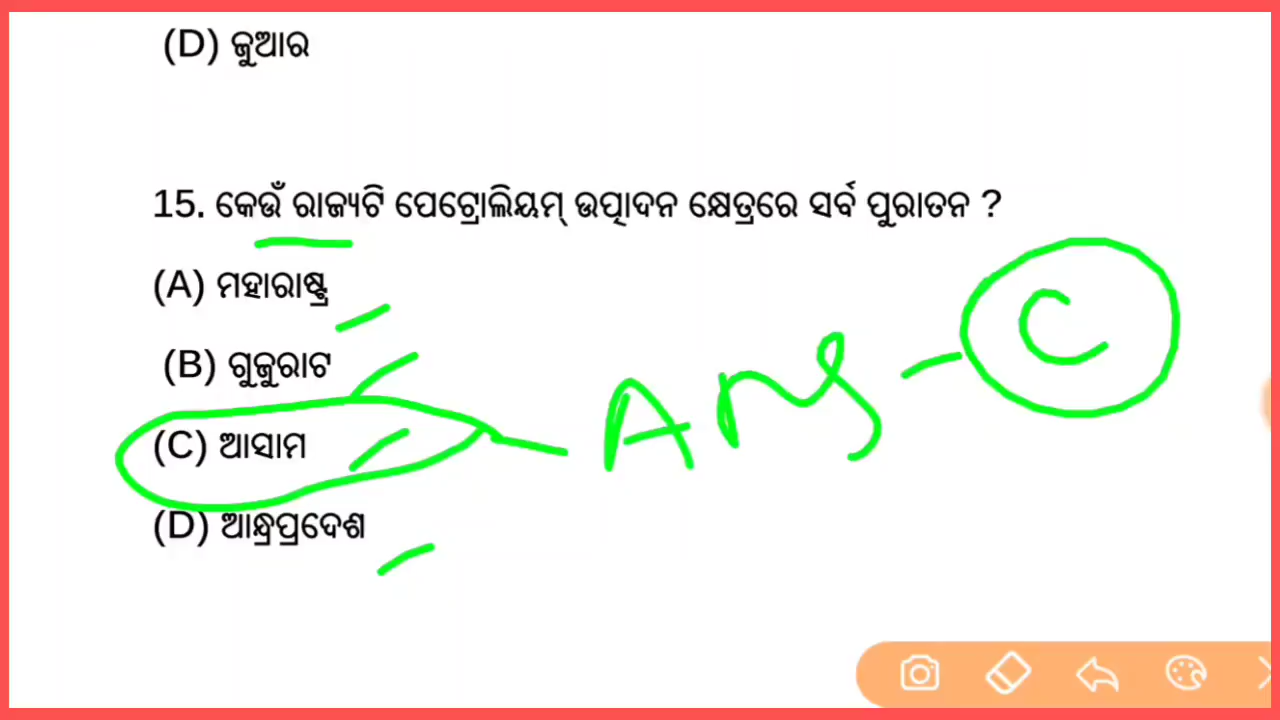 (D) ଜୁଆର
15. କେଉଁ ରାଜ୍ୟଟି ପେଟ୍ରୋଲିୟମ୍ ଉତ୍ପାଦନ କ୍ଷେତ୍ରରେ ସର୍ବ ପୁରାତନ ?
(A) ମହାରାଷ୍ଟ୍ର
(B) ଗୁଜୁରାଟ
(C) ଆସାମ
Ans - C
(D) ଆନ୍ଧ୍ରପ୍ରଦେଶ